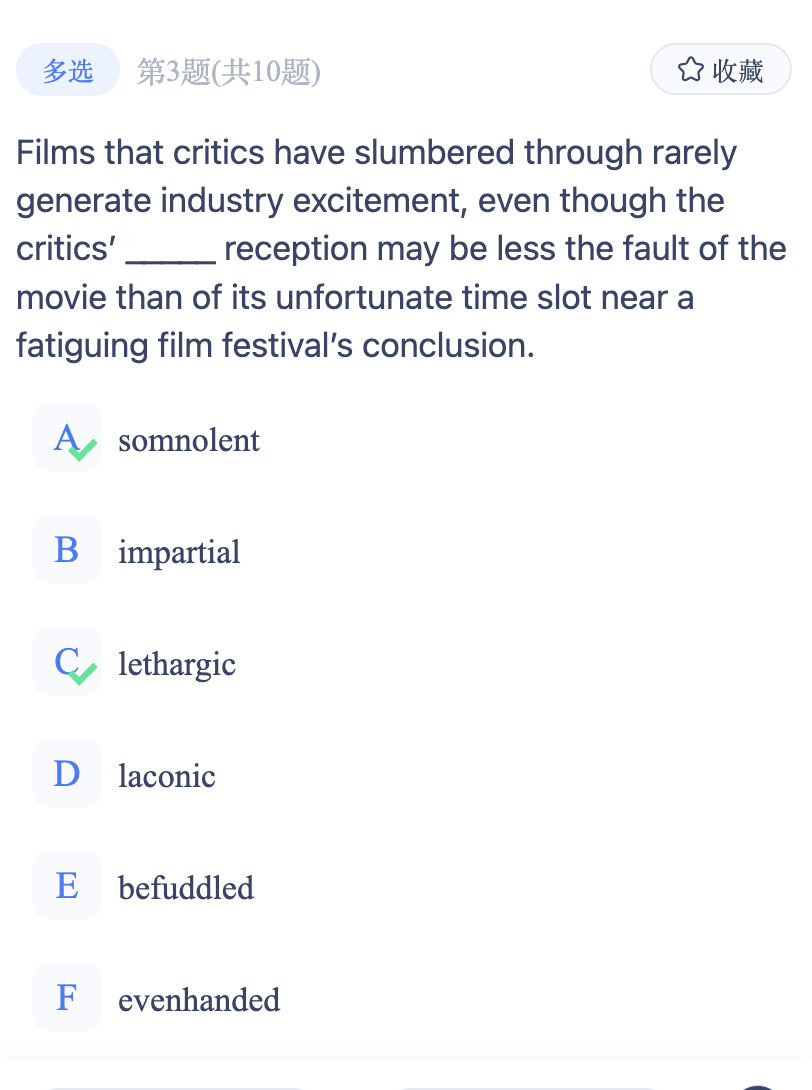 多选 第3题(共10题) 收藏
Films that critics have slumbered through rarely
generate industry excitement, even though the
critics’ _____ reception may be less the fault of the
movie than of its unfortunate time slot near a
fatiguing film festival’s conclusion.
A somnolent
B impartial
C lethargic
D laconic
E befuddled
F evenhanded